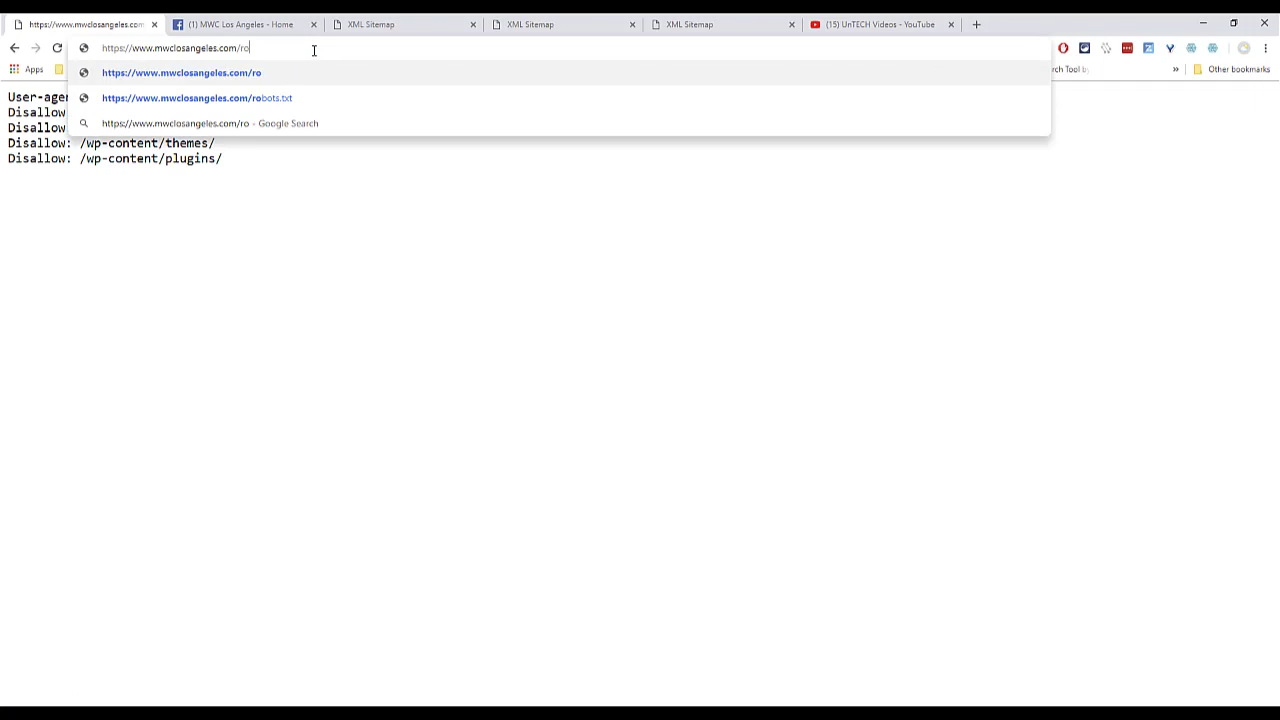 https://www.mwclosangeles.com
(1) MWC Los Angeles - Home
XML Sitemap
XML Sitemap
XML Sitemap
(15) UnTECH Videos - YouTube
https://www.mwclosangeles.com/ro
Apps
rch Tool by
»
Other bookmarks
https://www.mwclosangeles.com/ro
https://www.mwclosangeles.com/robots.txt
https://www.mwclosangeles.com/ro - Google Search
User-agen
Disallow
Disallow
Disallow: /wp-content/themes/
Disallow: /wp-content/plugins/